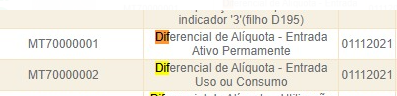 indicador '3'(filho D195)
MT70000001 Diferencial de Alíquota - Entrada Ativo Permanente 01112021
MT70000002 Diferencial de Alíquota - Entrada Uso ou Consumo 01112021